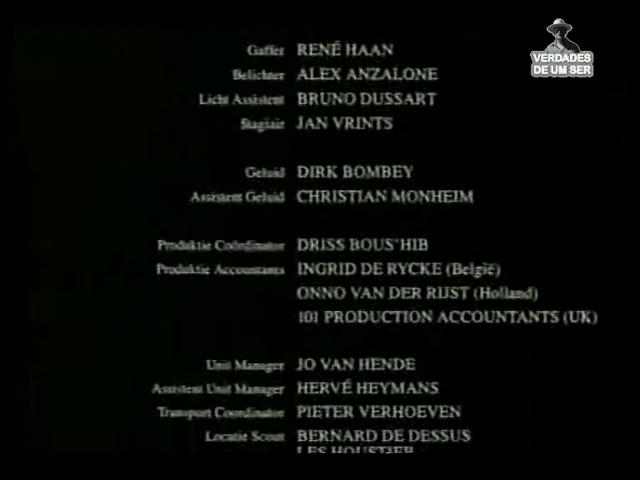 VERDADES
DE UM SER
Gaffer RENÉ HAAN
Belichter ALEX ANZALONE
Licht Assistent BRUNO DUSSART
Stagiair JAN VRINTS
Geluid DIRK BOMBEY
Assistent Geluid CHRISTIAN MONHEIM
Produktie Coördinator DRISS BOUS'HIB
Produktie Accountants INGRID DE RYCKE (België)
ONNO VAN DER RIJST (Holland)
101 PRODUCTION ACCOUNTANTS (UK)
Unit Manager JO VAN HENDE
Assistent Unit Manager HERVÉ HEYMANS
Transport Coordinator PIETER VERHOEVEN
Locatie Scout BERNARD DE DESSUS
LES